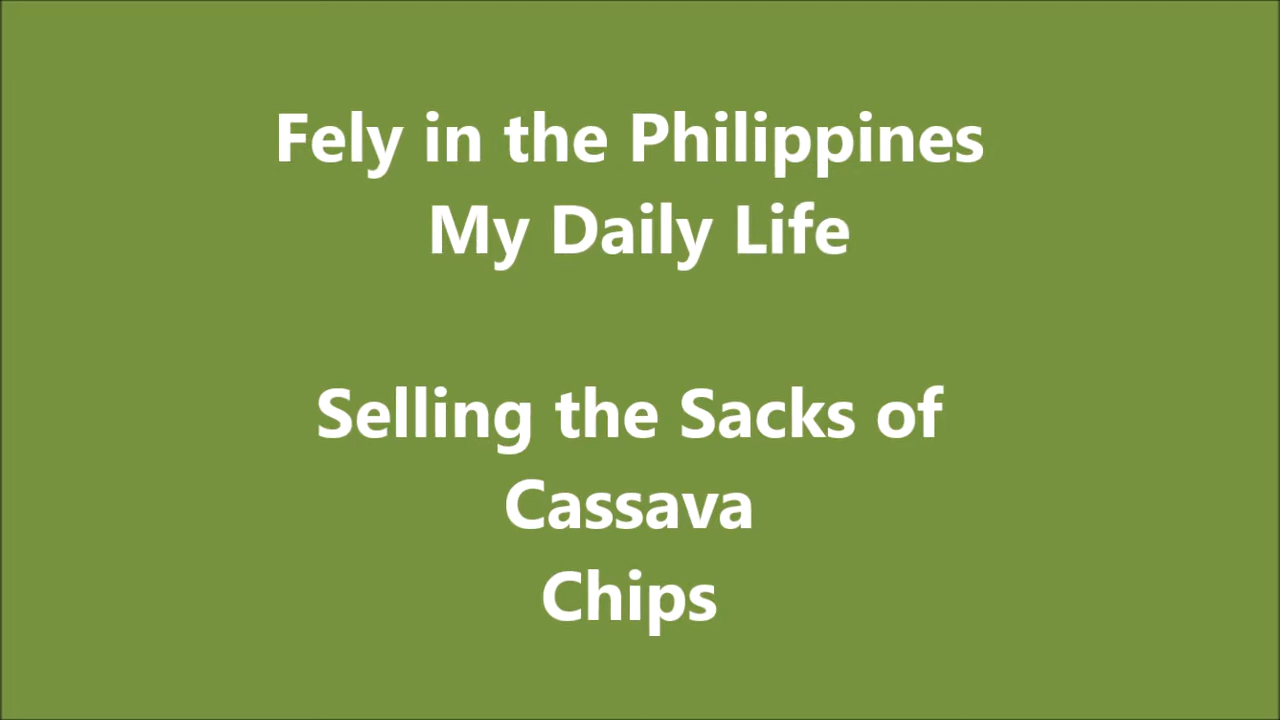 Fely in the Philippines
My Daily Life
Selling the Sacks of
Cassava
Chips